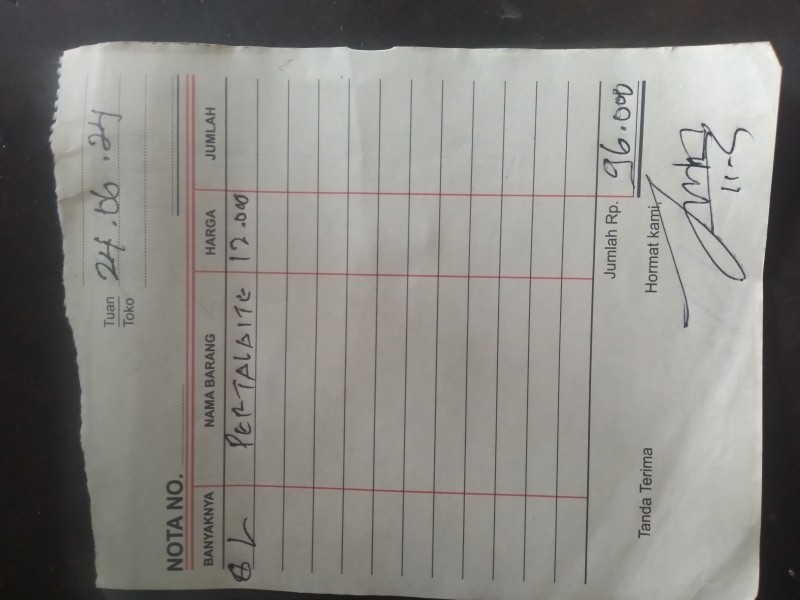 24.06.24
Tuan
Toko
NOTA NO.
BANYAKNYA NAMA BARANG HARGA JUMLAH
8 L PERTALAITE 12.000
Jumlah Rp. 96.000
Tanda Terima Hormat kami,